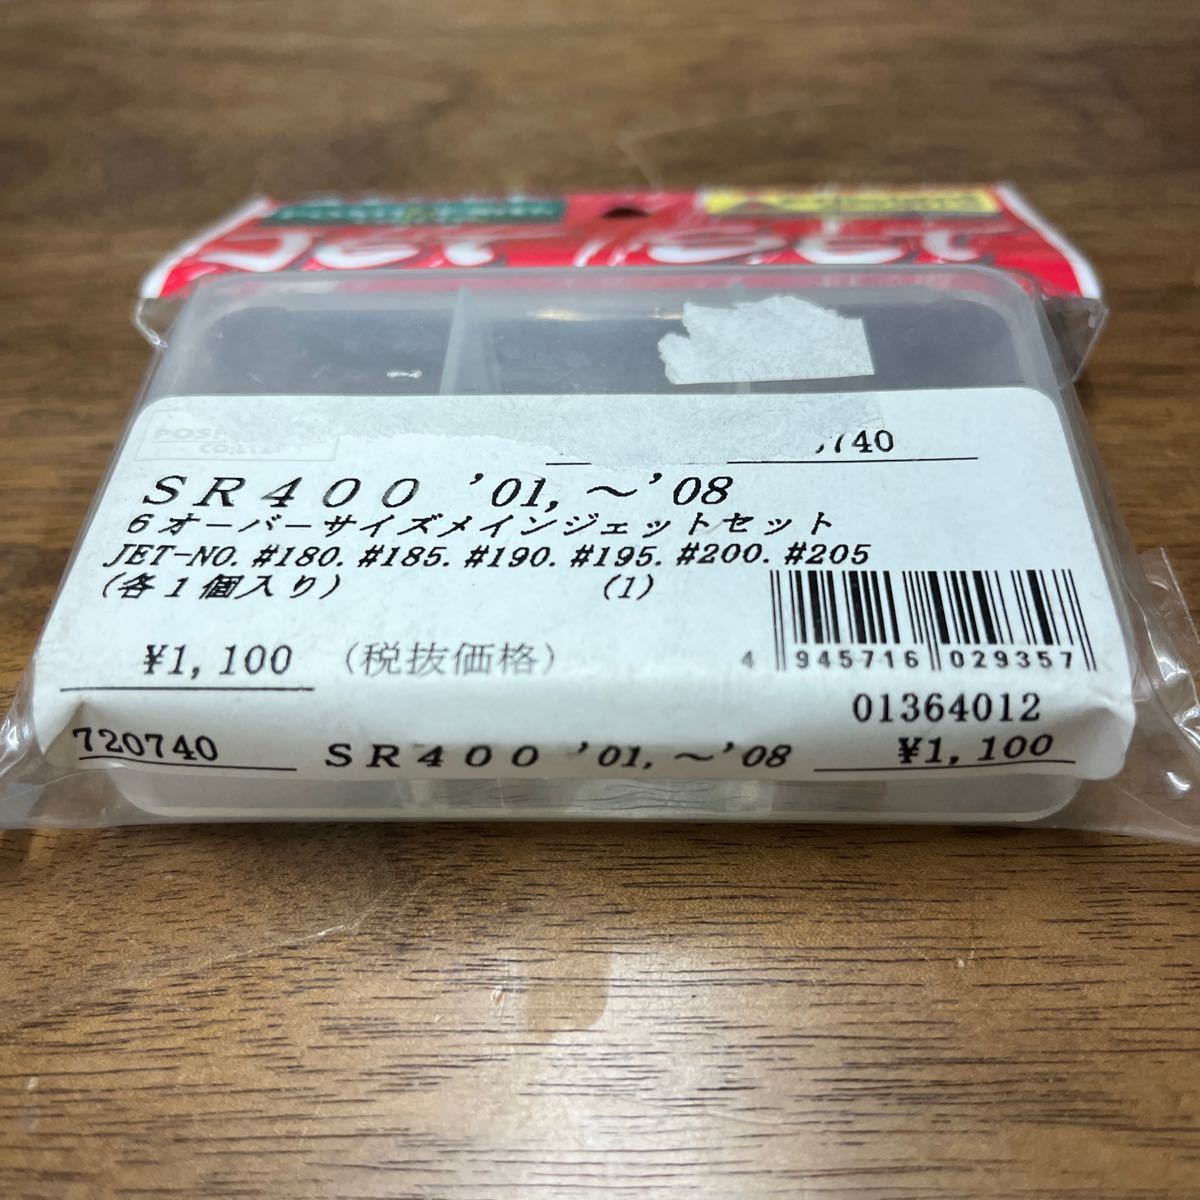 JET SET
740
SR400 '01,～'08
6オーバーサイズメインジェットセット
JET-NO. #180. #185. #190. #195. #200. #205
(各1個入り) (1)
¥1,100 (税抜価格)
4 945716 029357
01364012
720740 SR400 '01,～'08 ¥1,100